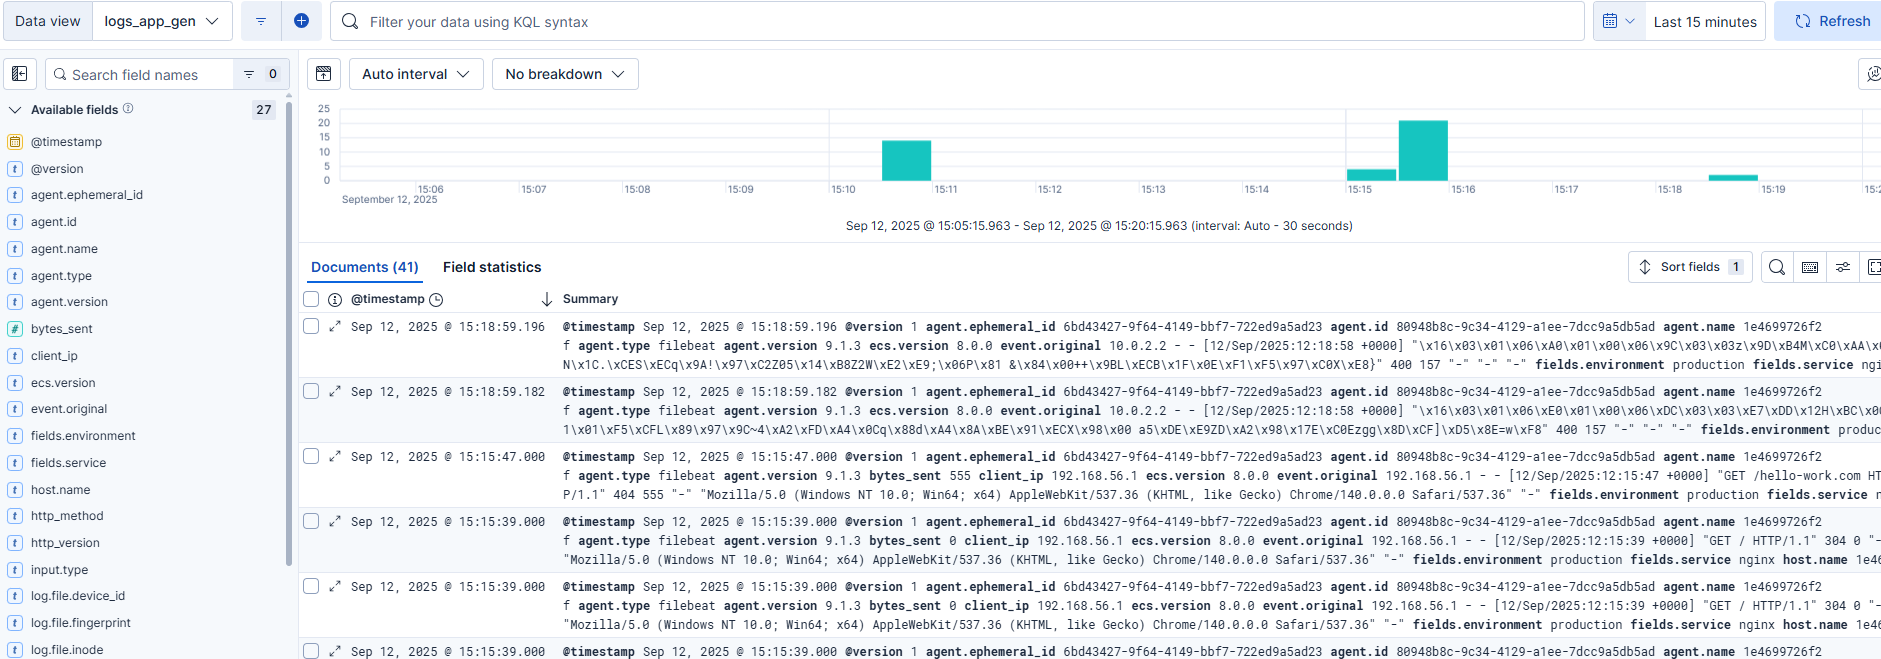 Data view
logs_app_gen
Filter your data using KQL syntax
Last 15 minutes
Refresh
Search field names
0
Auto interval
No breakdown
Available fields
27
@timestamp
@version
agent.ephemeral_id
agent.id
agent.name
agent.type
agent.version
bytes_sent
client_ip
ecs.version
event.original
fields.environment
fields.service
host.name
http_method
http_version
input.type
log.file.device_id
log.file.fingerprint
log.file.inode
25
20
15
10
5
0
15:06 15:07 15:08 15:09 15:10 15:11 15:12 15:13 15:14 15:15 15:16 15:17 15:18 15:19 15:2
September 12, 2025
Sep 12, 2025 @ 15:05:15.963 - Sep 12, 2025 @ 15:20:15.963 (interval: Auto - 30 seconds)
Documents (41)
Field statistics
Sort fields 1
@timestamp
Summary
Sep 12, 2025 @ 15:18:59.196 @timestamp Sep 12, 2025 @ 15:18:59.196 @version 1 agent.ephemeral_id 6bd43427-9f64-4149-bbf7-722ed9a5ad23 agent.id 80948b8c-9c34-4129-a1ee-7dcc9a5db5ad agent.name 1e4699726f2
f agent.type filebeat agent.version 9.1.3 ecs.version 8.0.0 event.original 10.0.2.2 - - [12/Sep/2025:12:18:58 +0000] "\x16\x03\x01\x06\xA0\x01\x00\x06\x9C\x03\x03z\x9D\xB4M\xC0\xAA\
N\x1C.\xCES\xECq\x9A!\x97\xC2Z05\x14\xB8Z2W\xE2\xE9;\x06P\x81 &\x84\x00++\x9BL\xECB\x1F\x0E\xF1\xF5\x97\xC0X\xE8}" 400 157 "-" "-" "-" fields.environment production fields.service ngi
Sep 12, 2025 @ 15:18:59.182 @timestamp Sep 12, 2025 @ 15:18:59.182 @version 1 agent.ephemeral_id 6bd43427-9f64-4149-bbf7-722ed9a5ad23 agent.id 80948b8c-9c34-4129-a1ee-7dcc9a5db5ad agent.name 1e4699726f2
f agent.type filebeat agent.version 9.1.3 ecs.version 8.0.0 event.original 10.0.2.2 - - [12/Sep/2025:12:18:58 +0000] "\x16\x03\x01\x06\xE0\x01\x00\x06\xDC\x03\x03\xE7\xDD\x12H\xBC\x0
1\x01\xF5\xCFL\x89\x97\x9C~4\xA2\xFD\xA4\x0Cq\x88d\xA4\x8A\xBE\x91\xECX\x98\x00 a5\xDE\xE9ZD\xA2\x98\x17E\xC0Ezgg\x8D\xCF]\xD5\x8E=w\xF8" 400 157 "-" "-" "-" fields.environment produc
Sep 12, 2025 @ 15:15:47.000 @timestamp Sep 12, 2025 @ 15:15:47.000 @version 1 agent.ephemeral_id 6bd43427-9f64-4149-bbf7-722ed9a5ad23 agent.id 80948b8c-9c34-4129-a1ee-7dcc9a5db5ad agent.name 1e4699726f2
f agent.type filebeat agent.version 9.1.3 bytes_sent 555 client_ip 192.168.56.1 ecs.version 8.0.0 event.original 192.168.56.1 - - [12/Sep/2025:12:15:47 +0000] "GET /hello-work.com HT
P/1.1" 404 555 "-" "Mozilla/5.0 (Windows NT 10.0; Win64; x64) AppleWebKit/537.36 (KHTML, like Gecko) Chrome/140.0.0.0 Safari/537.36" "-" fields.environment production fields.service n
Sep 12, 2025 @ 15:15:39.000 @timestamp Sep 12, 2025 @ 15:15:39.000 @version 1 agent.ephemeral_id 6bd43427-9f64-4149-bbf7-722ed9a5ad23 agent.id 80948b8c-9c34-4129-a1ee-7dcc9a5db5ad agent.name 1e4699726f2
f agent.type filebeat agent.version 9.1.3 bytes_sent 0 client_ip 192.168.56.1 ecs.version 8.0.0 event.original 192.168.56.1 - - [12/Sep/2025:12:15:39 +0000] "GET / HTTP/1.1" 304 0 "-
"Mozilla/5.0 (Windows NT 10.0; Win64; x64) AppleWebKit/537.36 (KHTML, like Gecko) Chrome/140.0.0.0 Safari/537.36" "-" fields.environment production fields.service nginx host.name 1e4
Sep 12, 2025 @ 15:15:39.000 @timestamp Sep 12, 2025 @ 15:15:39.000 @version 1 agent.ephemeral_id 6bd43427-9f64-4149-bbf7-722ed9a5ad23 agent.id 80948b8c-9c34-4129-a1ee-7dcc9a5db5ad agent.name 1e4699726f2
f agent.type filebeat agent.version 9.1.3 bytes_sent 0 client_ip 192.168.56.1 ecs.version 8.0.0 event.original 192.168.56.1 - - [12/Sep/2025:12:15:39 +0000] "GET / HTTP/1.1" 304 0 "-
"Mozilla/5.0 (Windows NT 10.0; Win64; x64) AppleWebKit/537.36 (KHTML, like Gecko) Chrome/140.0.0.0 Safari/537.36" "-" fields.environment production fields.service nginx host.name 1e4
Sep 12, 2025 @ 15:15:39.000 @timestamp Sep 12, 2025 @ 15:15:39.000 @version 1 agent.ephemeral_id 6bd43427-9f64-4149-bbf7-722ed9a5ad23 agent.id 80948b8c-9c34-4129-a1ee-7dcc9a5db5ad agent.name 1e4699726f2